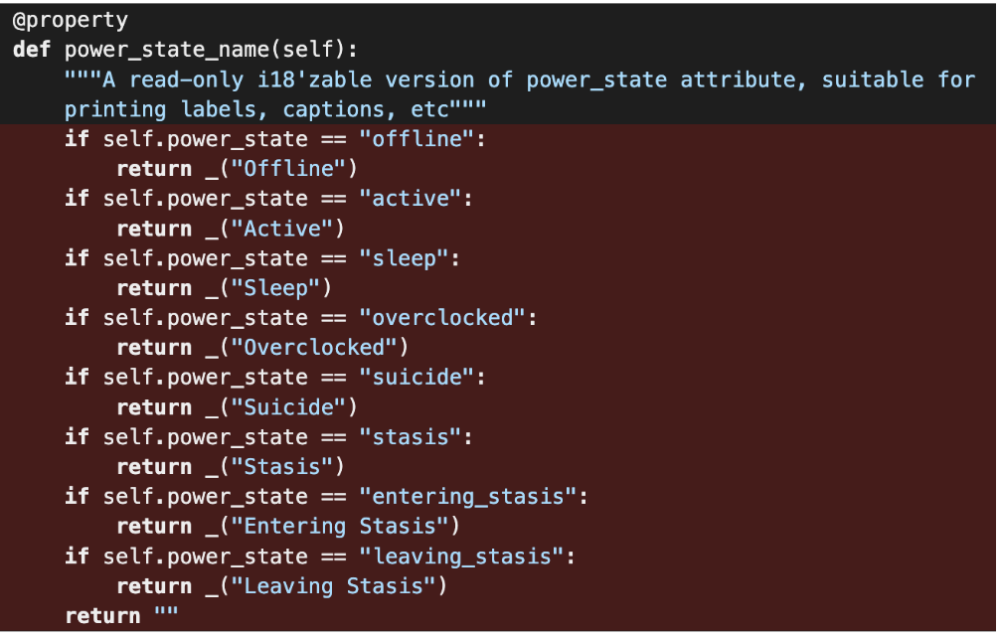 @property
def power_state_name(self):
    """A read-only i18'zable version of power_state attribute, suitable for
    printing labels, captions, etc"""
    if self.power_state == "offline":
        return _("Offline")
    if self.power_state == "active":
        return _("Active")
    if self.power_state == "sleep":
        return _("Sleep")
    if self.power_state == "overclocked":
        return _("Overclocked")
    if self.power_state == "suicide":
        return _("Suicide")
    if self.power_state == "stasis":
        return _("Stasis")
    if self.power_state == "entering_stasis":
        return _("Entering Stasis")
    if self.power_state == "leaving_stasis":
        return _("Leaving Stasis")
    return ""